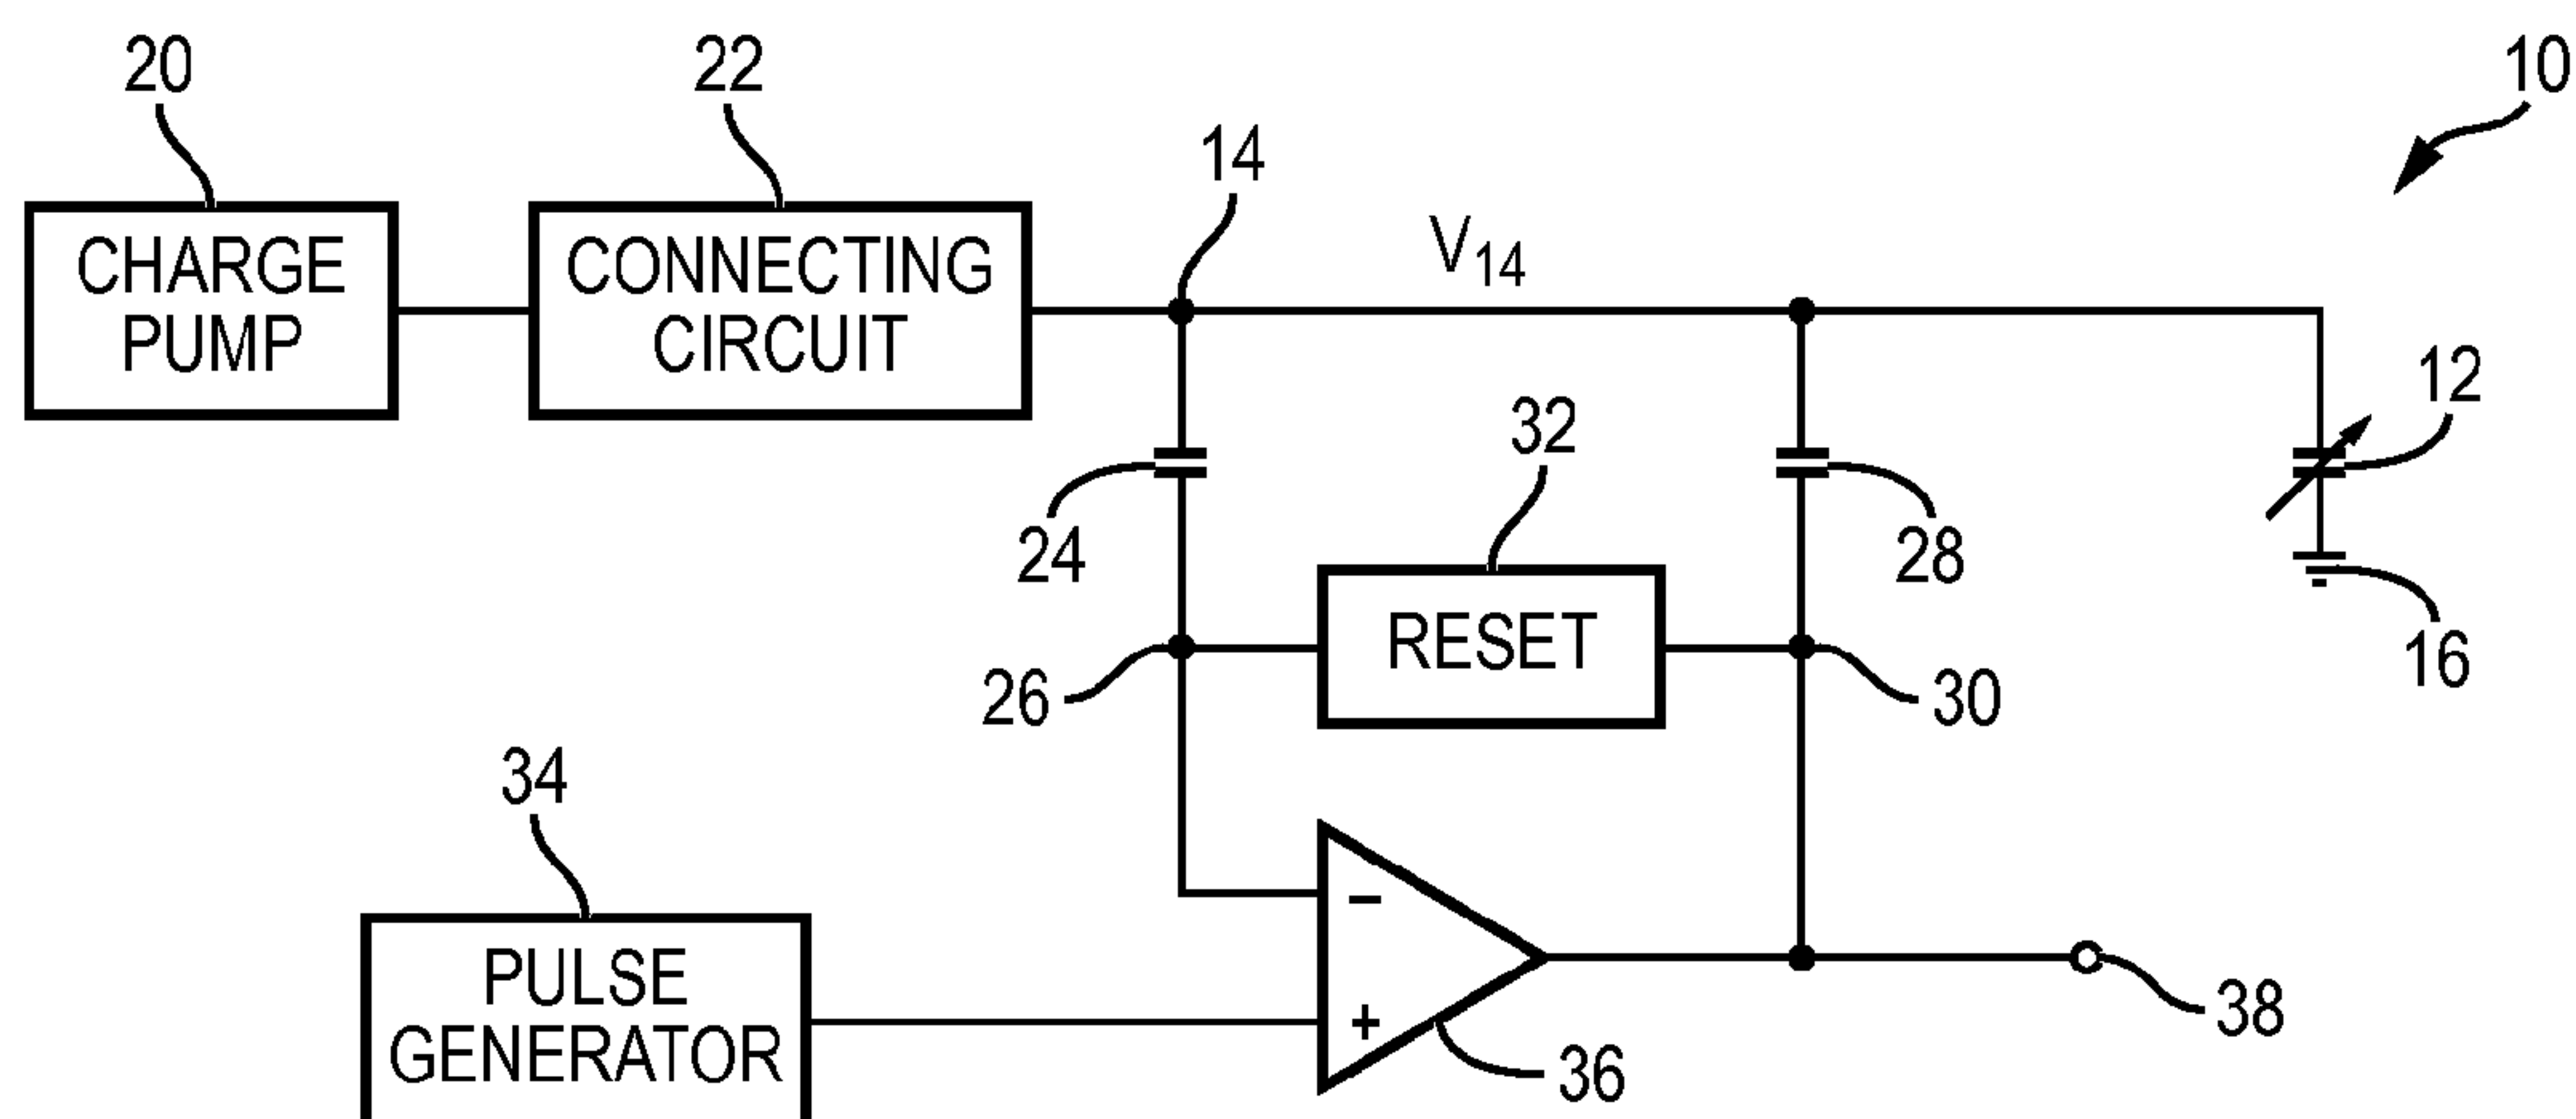 20
22
10
14
CHARGE
PUMP
CONNECTING
CIRCUIT
V14
12
32
24
28
RESET
16
26
30
34
−
PULSE
GENERATOR
+
38
36